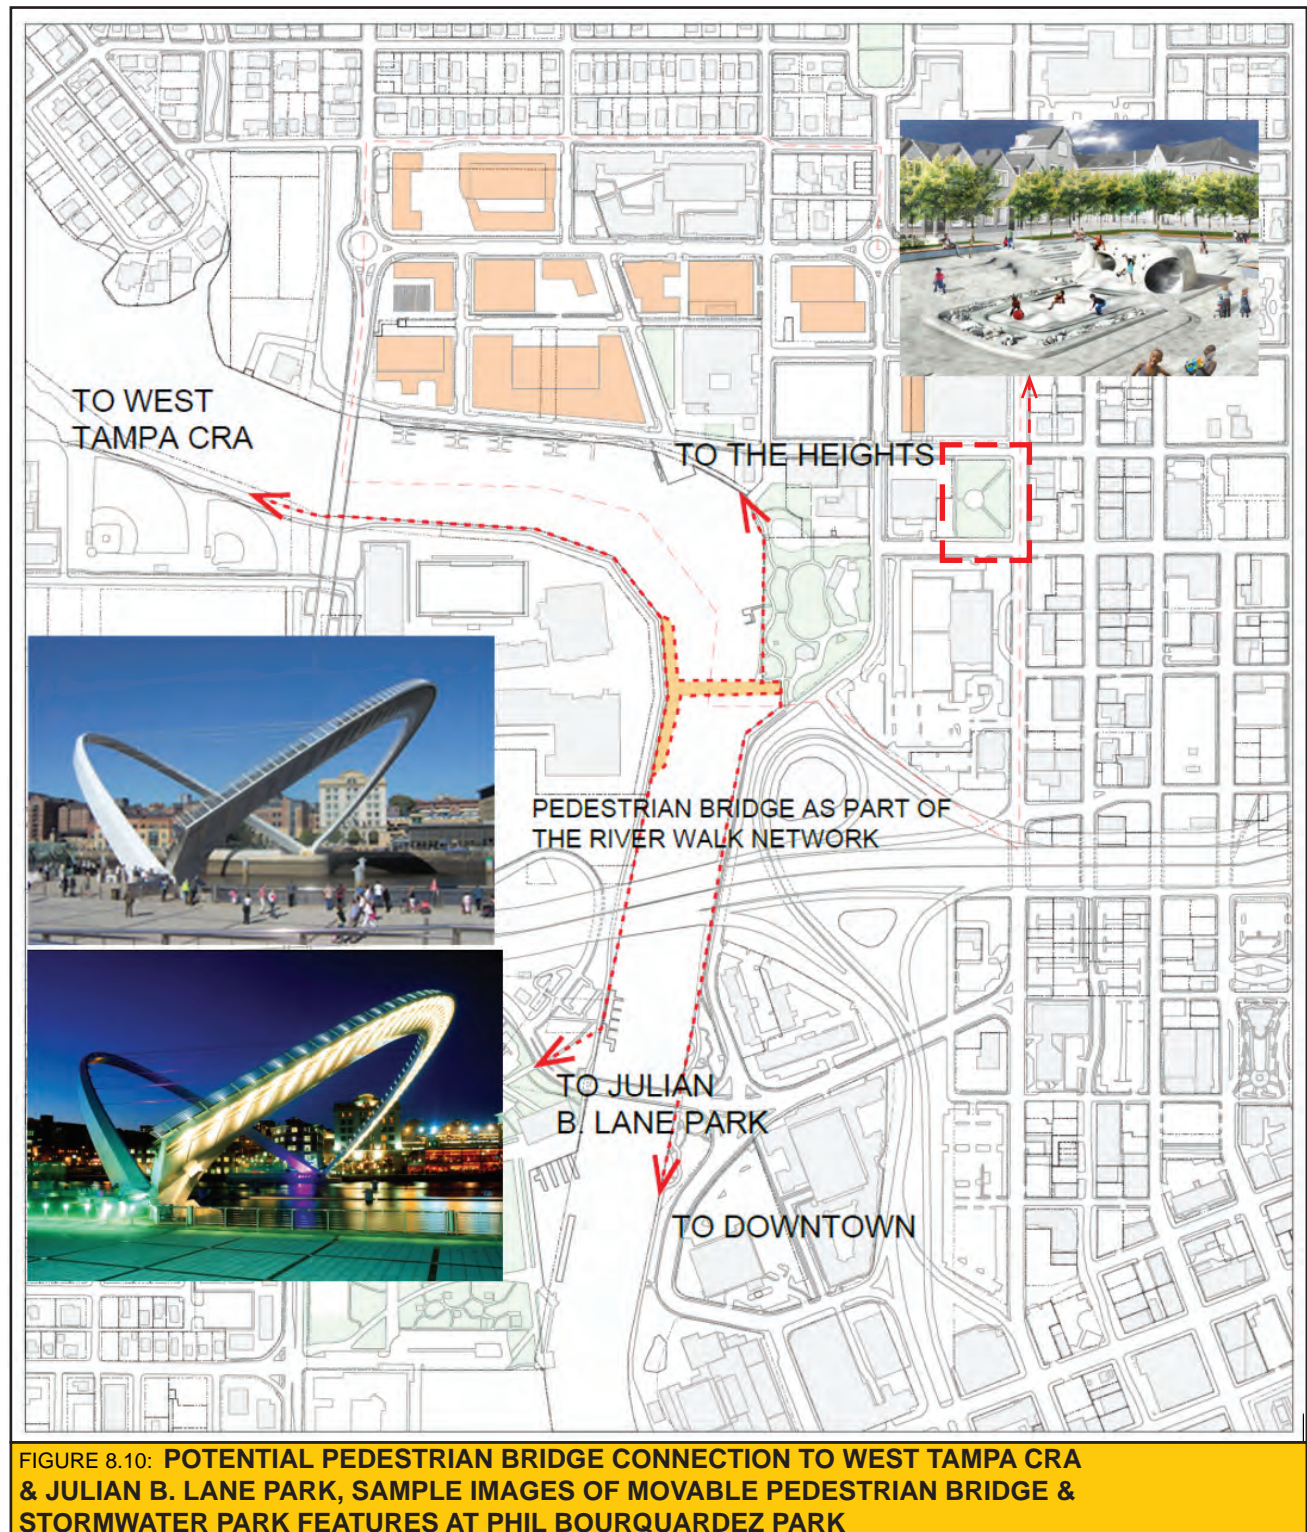 TO WEST
TAMPA CRA
TO THE HEIGHTS
PEDESTRIAN BRIDGE AS PART OF
THE RIVER WALK NETWORK
TO JULIAN
B. LANE PARK
TO DOWNTOWN
FIGURE 8.10: POTENTIAL PEDESTRIAN BRIDGE CONNECTION TO WEST TAMPA CRA
& JULIAN B. LANE PARK, SAMPLE IMAGES OF MOVABLE PEDESTRIAN BRIDGE &
STORMWATER PARK FEATURES AT PHIL BOURQUARDEZ PARK